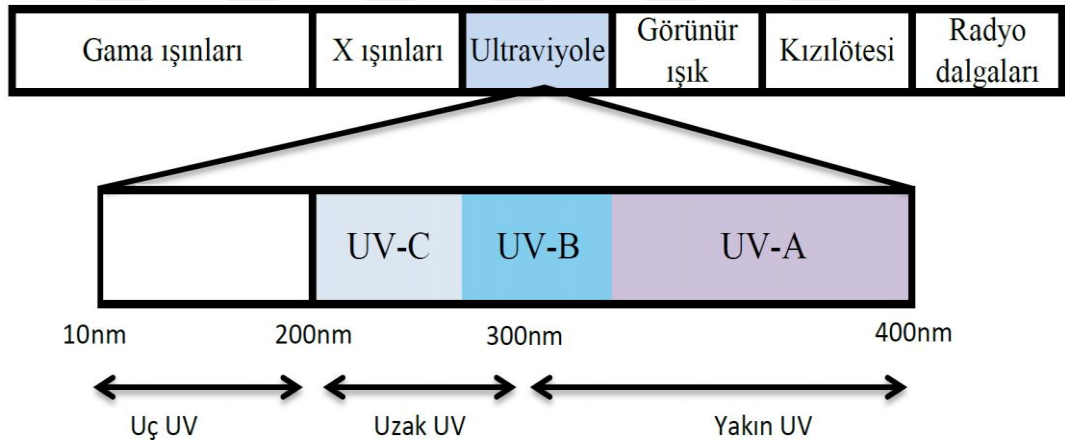 Gama ışınları
X ışınları
Ultraviyole
Görünür
ışık
Kızılötesi
Radyo
dalgaları
UV-C
UV-B
UV-A
10nm
200nm
300nm
400nm
Uç UV
Uzak UV
Yakın UV